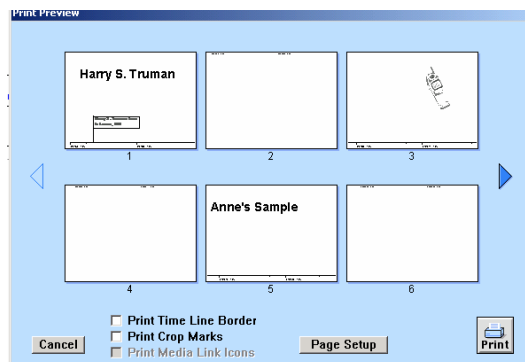 Print Preview
Harry S. Truman
1
2
3
4
Anne's Sample
5
6
Print Time Line Border
Print Crop Marks
Print Media Link Icons
Cancel
Page Setup
Print